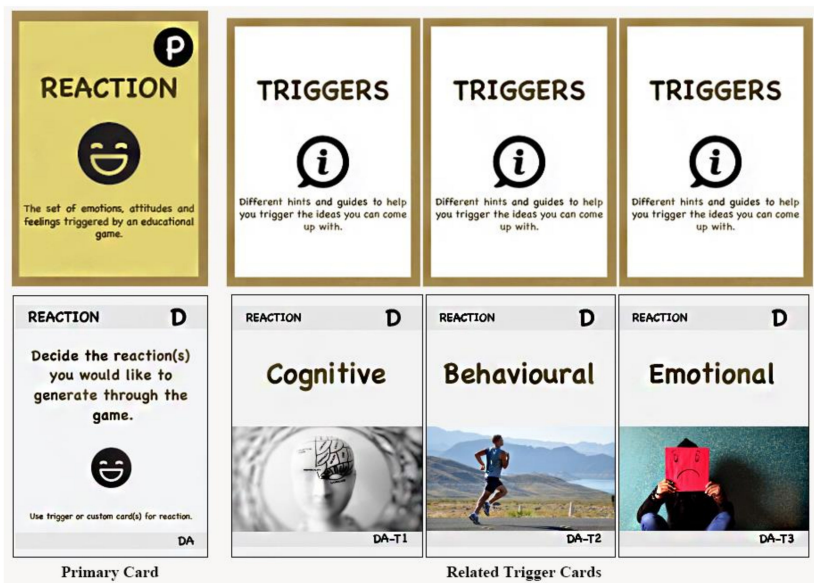 P
REACTION
The set of emotions, attitudes and
feelings triggered by an educational
game.
TRIGGERS
Different hints and guides to help
you trigger the ideas you can come
up with.
TRIGGERS
Different hints and guides to help
you trigger the ideas you can come
up with.
TRIGGERS
Different hints and guides to help
you trigger the ideas you can come
up with.
REACTION D
Decide the reaction(s)
you would like to
generate through the
game.
Use trigger or custom card(s) for reaction.
DA
REACTION D
Cognitive
DA-T1
REACTION D
Behavioural
DA-T2
REACTION D
Emotional
DA-T3
Primary Card
Related Trigger Cards